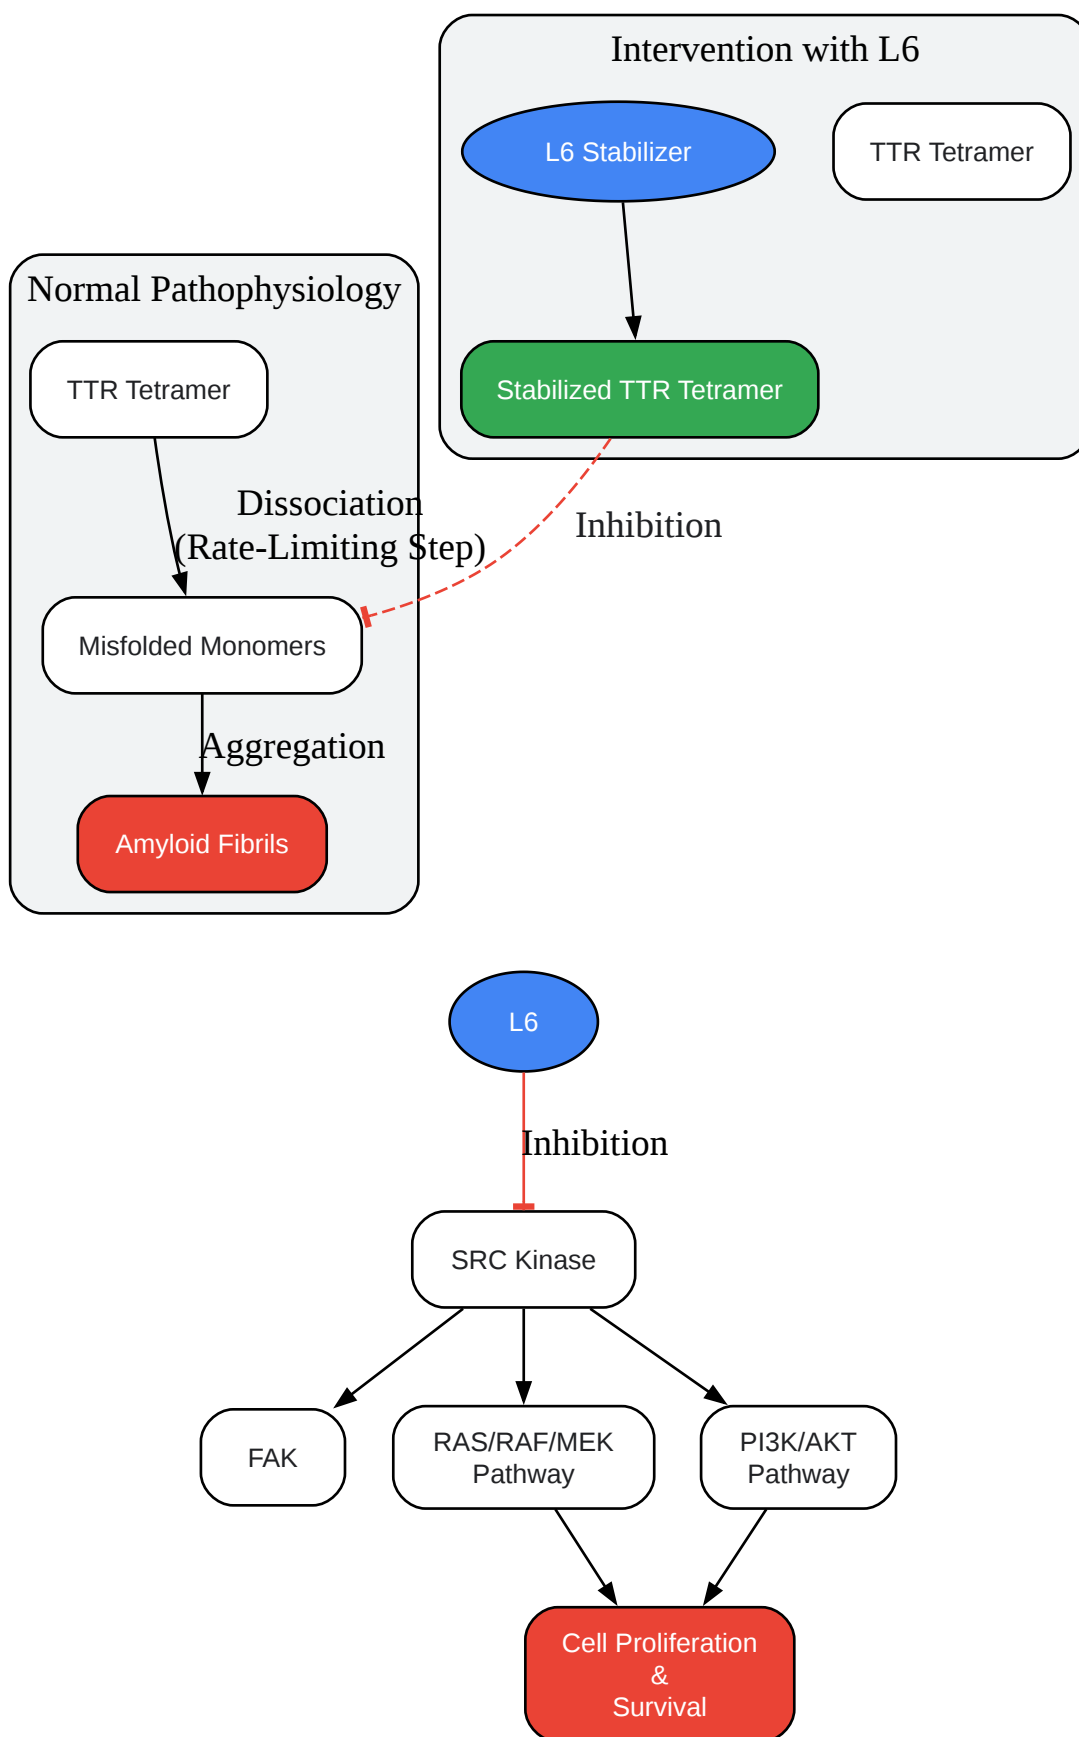 Intervention with L6
L6 Stabilizer
TTR Tetramer
Stabilized TTR Tetramer
Inhibition
Normal Pathophysiology
TTR Tetramer
Dissociation
(Rate-Limiting Step)
Misfolded Monomers
Aggregation
Amyloid Fibrils
L6
Inhibition
SRC Kinase
FAK
RAS/RAF/MEK
Pathway
PI3K/AKT
Pathway
Cell Proliferation
&
Survival